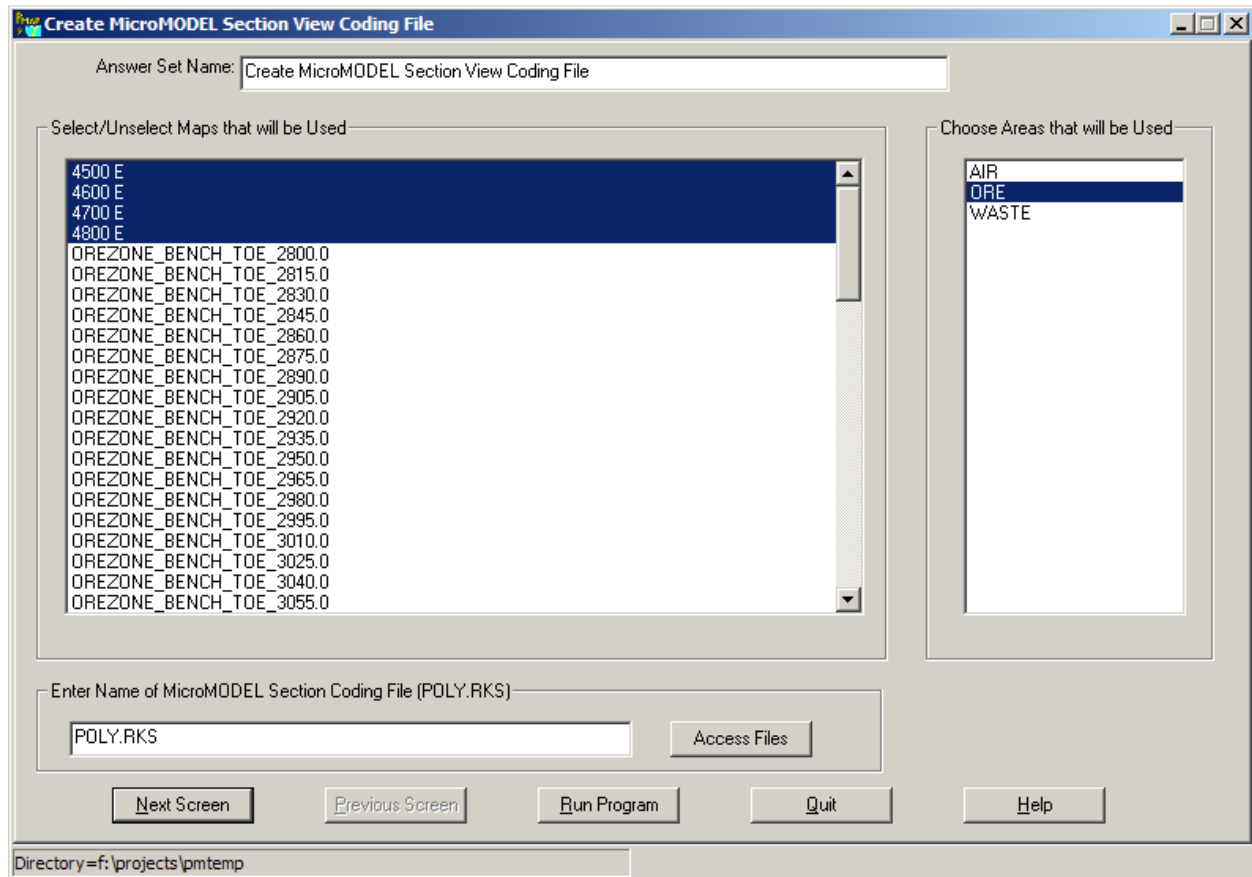 Create MicroMODEL Section View Coding File
Answer Set Name: Create MicroMODEL Section View Coding File
Select/Unselect Maps that will be Used
Choose Areas that will be Used
4500 E
4600 E
4700 E
4800 E
OREZONE_BENCH_TOE_2800.0
OREZONE_BENCH_TOE_2815.0
OREZONE_BENCH_TOE_2830.0
OREZONE_BENCH_TOE_2845.0
OREZONE_BENCH_TOE_2860.0
OREZONE_BENCH_TOE_2875.0
OREZONE_BENCH_TOE_2890.0
OREZONE_BENCH_TOE_2905.0
OREZONE_BENCH_TOE_2920.0
OREZONE_BENCH_TOE_2935.0
OREZONE_BENCH_TOE_2950.0
OREZONE_BENCH_TOE_2965.0
OREZONE_BENCH_TOE_2980.0
OREZONE_BENCH_TOE_2995.0
OREZONE_BENCH_TOE_3010.0
OREZONE_BENCH_TOE_3025.0
OREZONE_BENCH_TOE_3040.0
OREZONE_BENCH_TOE_3055.0
AIR
ORE
WASTE
Enter Name of MicroMODEL Section Coding File (POLY.RKS)
POLY.RKS
Access Files
Next Screen
Previous Screen
Run Program
Quit
Help
Directory=f:\projects\pmtemp